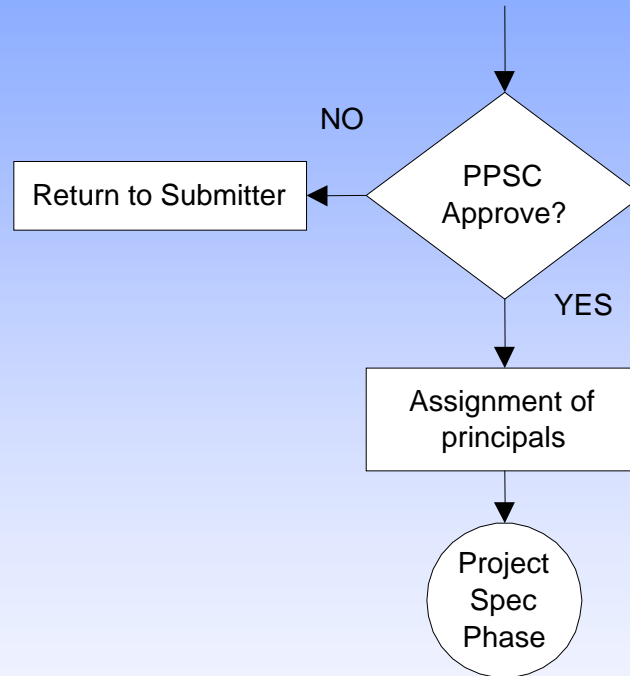 NO
PPSC
Approve?
Return to Submitter
YES
Assignment of
principals
Project
Spec
Phase